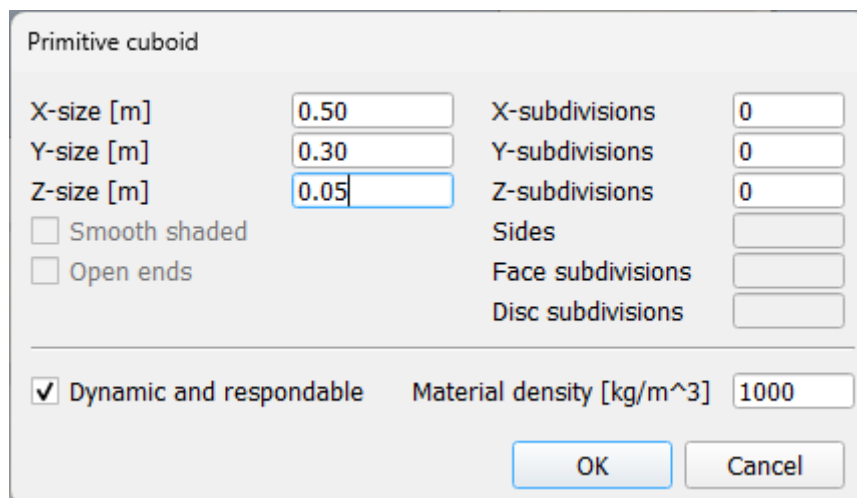 Primitive cuboid
X-size [m] 0.50 X-subdivisions 0
Y-size [m] 0.30 Y-subdivisions 0
Z-size [m] 0.05 Z-subdivisions 0
Smooth shaded Sides
Open ends Face subdivisions
Disc subdivisions
Dynamic and respondable Material density [kg/m^3] 1000
OK Cancel